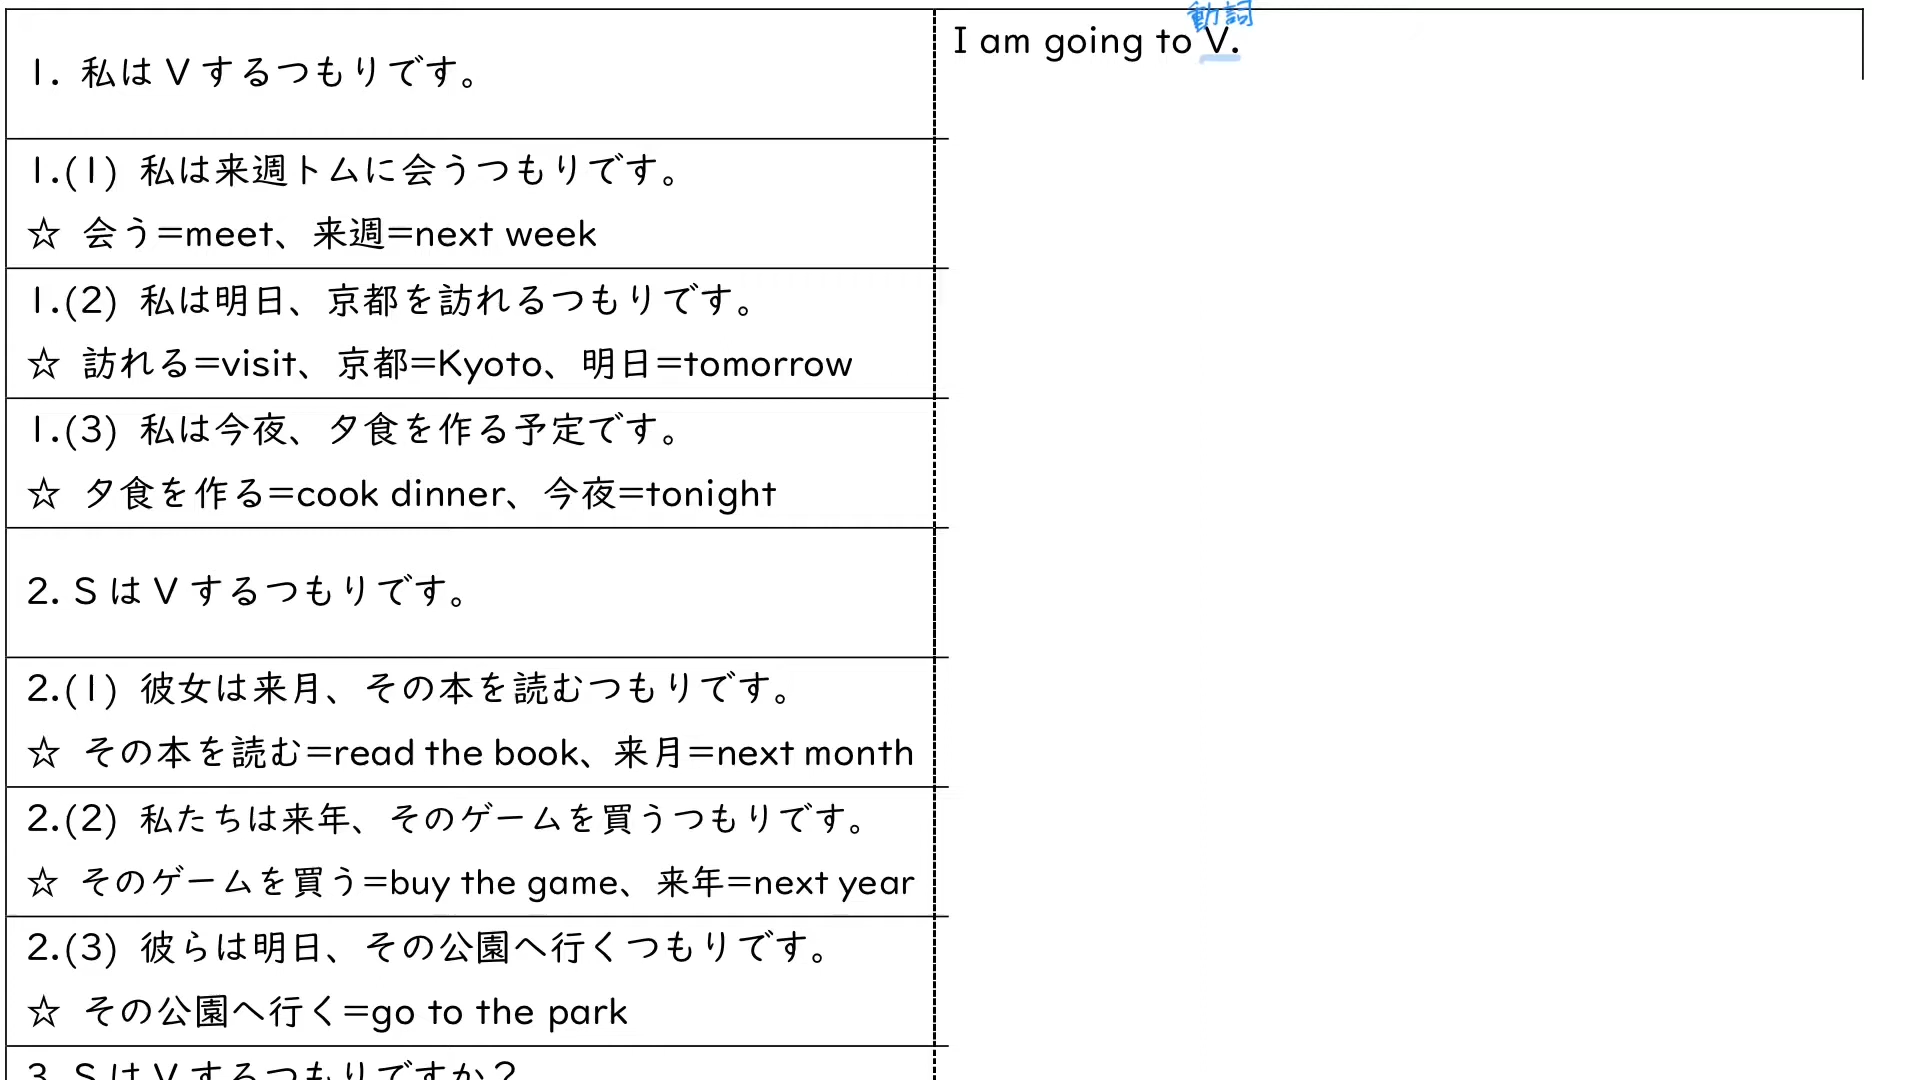 1. 私は V するつもりです。
動詞
I am going to V.
1.(1) 私は来週トムに会うつもりです。
☆ 会う=meet、来週=next week
1.(2) 私は明日、京都を訪れるつもりです。
☆ 訪れる=visit、京都=Kyoto、明日=tomorrow
1.(3) 私は今夜、夕食を作る予定です。
☆ 夕食を作る=cook dinner、今夜=tonight
2. S は V するつもりです。
2.(1) 彼女は来月、その本を読むつもりです。
☆ その本を読む=read the book、来月=next month
2.(2) 私たちは来年、そのゲームを買うつもりです。
☆ そのゲームを買う=buy the game、来年=next year
2.(3) 彼らは明日、その公園へ行くつもりです。
☆ その公園へ行く=go to the park
3. S は V するつもりですか？